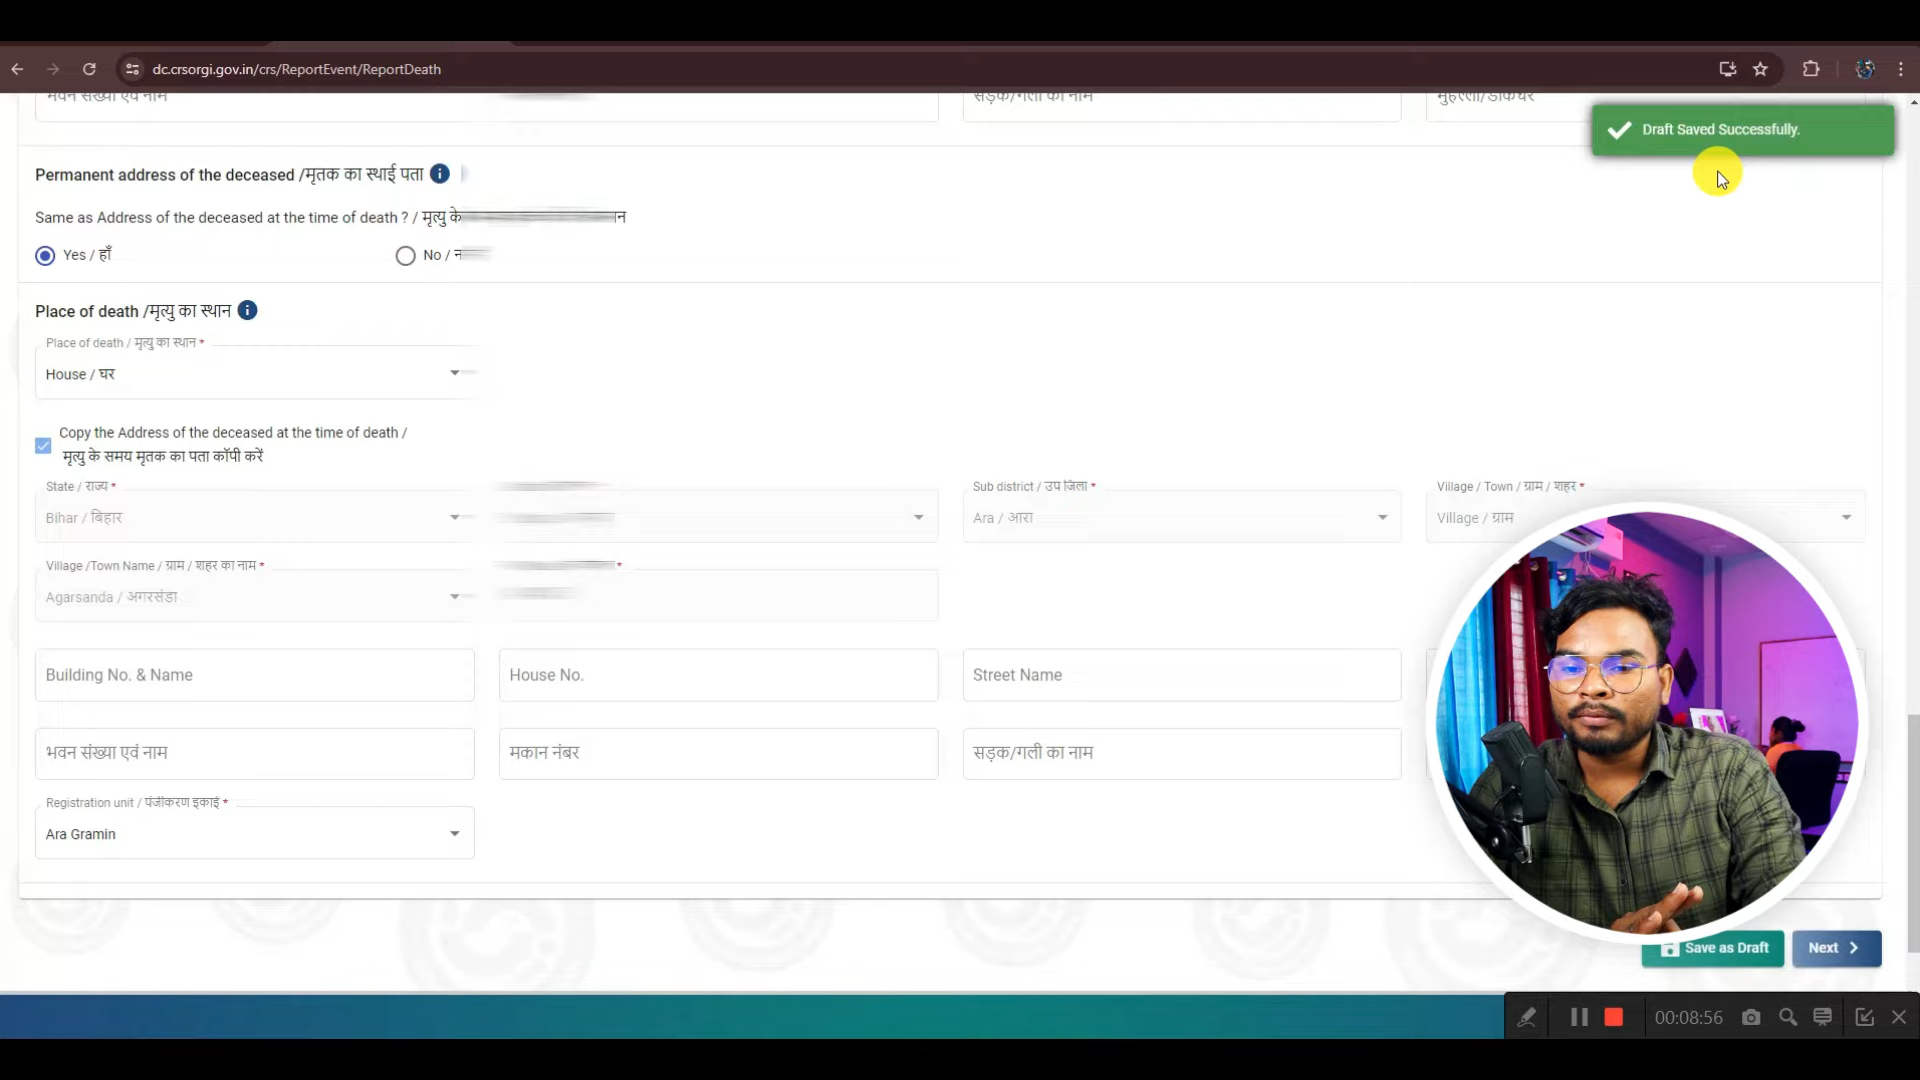 dc.crsorgi.gov.in/crs/ReportEvent/ReportDeath
भवन संख्या एवं नाम
सड़क/गली का नाम
मुहल्ला/डाकघर
Draft Saved Successfully.
Permanent address of the deceased /मृतक का स्थाई पता
Same as Address of the deceased at the time of death ? / मृत्यु के
Yes / हाँ
No /
Place of death /मृत्यु का स्थान
Place of death / मृत्यु का स्थान *
House / घर
Copy the Address of the deceased at the time of death /
मृत्यु के समय मृतक का पता कॉपी करें
State / राज्य *
Sub district / उप जिला *
Village / Town / ग्राम / शहर *
Bihar / बिहार
Ara / आरा
Village / ग्राम
Village /Town Name / ग्राम / शहर का नाम *
*
Agarsanda / अगरसंडा
Building No. & Name
House No.
Street Name
भवन संख्या एवं नाम
मकान नंबर
सड़क/गली का नाम
Registration unit / पंजीकरण इकाई *
Ara Gramin
Save as Draft
Next
00:08:56